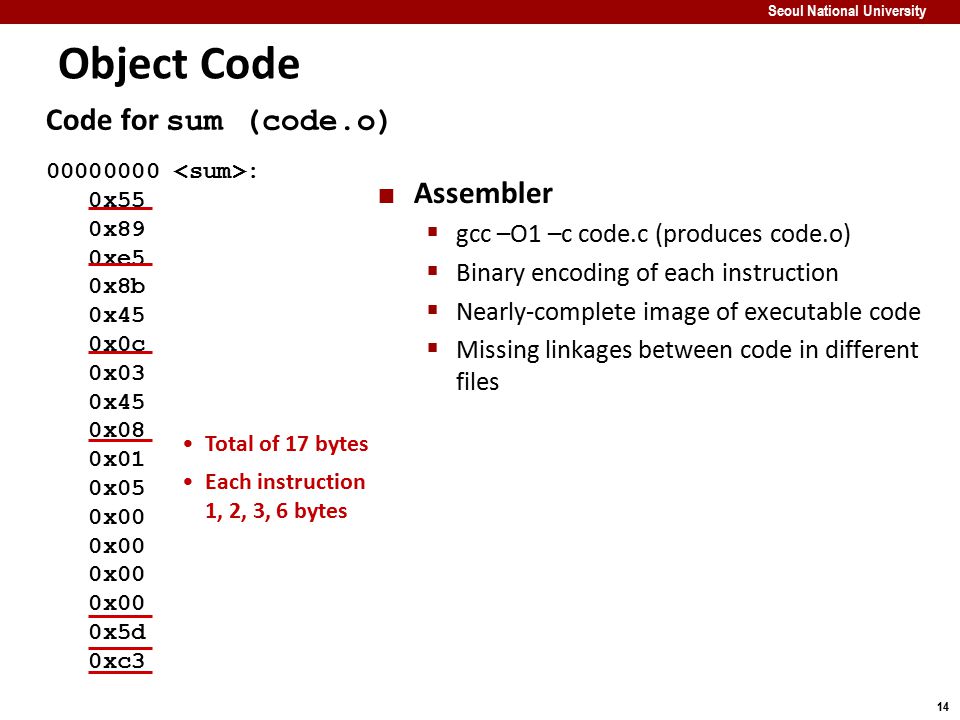 Seoul National University
Object Code
Code for sum (code.o)
00000000 <sum>:
0x55
0x89
0xe5
0x8b
0x45
0x0c
0x03
0x45
0x08
0x01
0x05
0x00
0x00
0x00
0x00
0x5d
0xc3
• Total of 17 bytes
• Each instruction
1, 2, 3, 6 bytes
■ Assembler
▪ gcc –O1 –c code.c (produces code.o)
▪ Binary encoding of each instruction
▪ Nearly-complete image of executable code
▪ Missing linkages between code in different
files
14